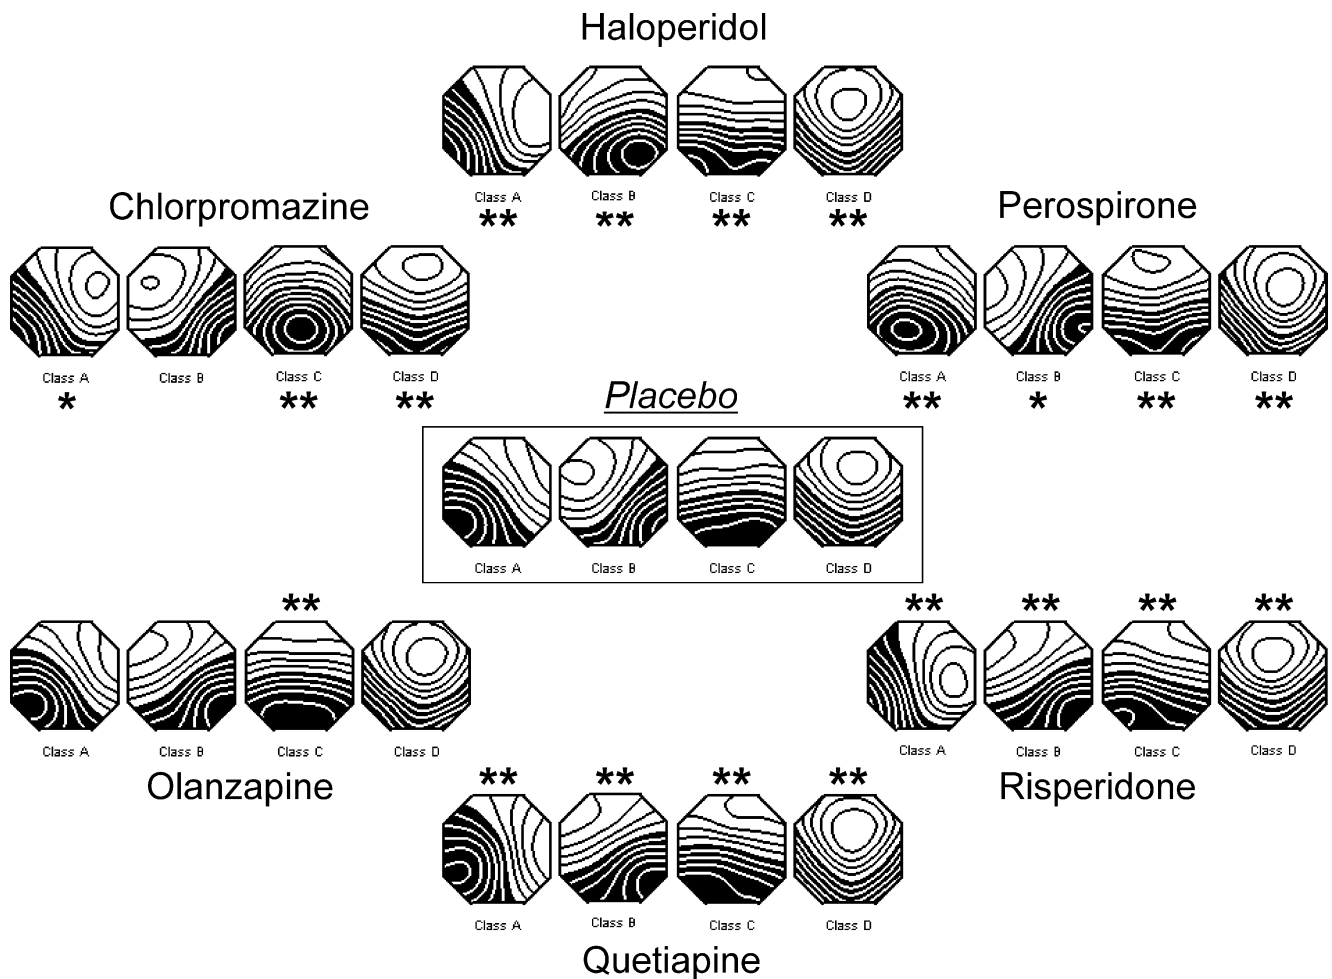 Haloperidol
Class A Class B Class C Class D
** ** ** **
Chlorpromazine
Class A Class B Class C Class D
* ** **
Perospirone
Class A Class B Class C Class D
** * ** **
Placebo
Class A Class B Class C Class D
**
Class A Class B Class C Class D
Olanzapine
** ** ** **
Class A Class B Class C Class D
Risperidone
** ** ** **
Class A Class B Class C Class D
Quetiapine